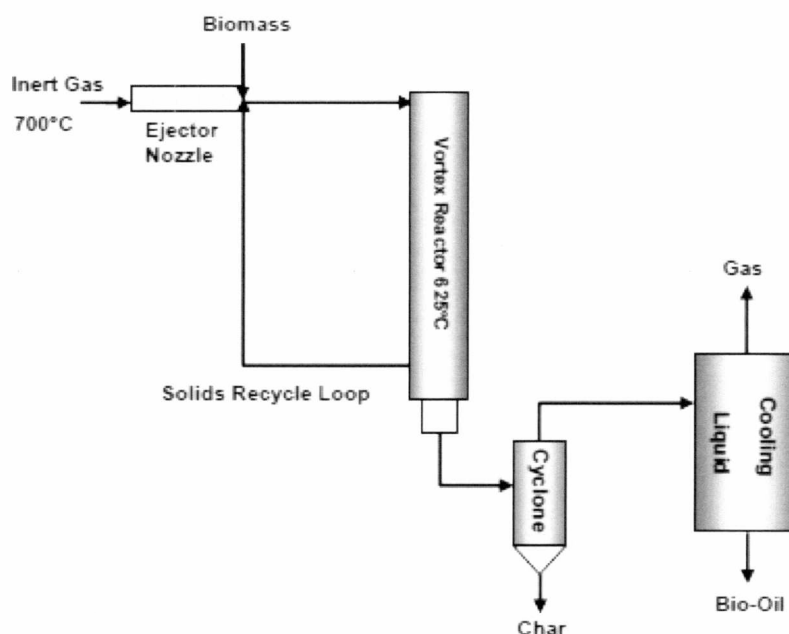 Biomass
Inert Gas
700°C
Ejector
Nozzle
Vortex Reactor 625°C
Solids Recycle Loop
Gas
Cooling
Liquid
Cyclone
Char
Bio-Oil